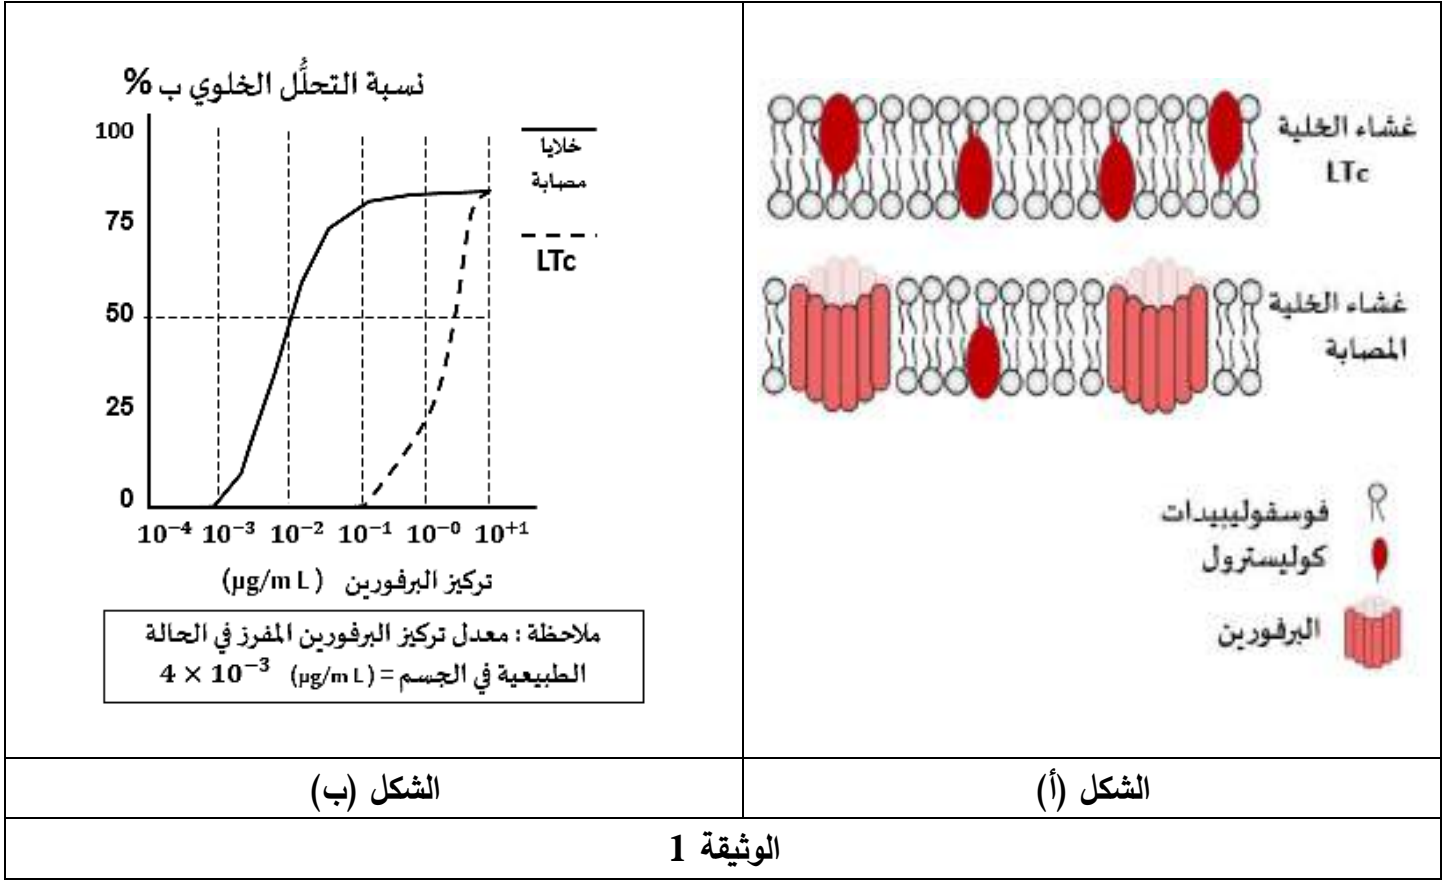 غشاء الخلية
LTc
غشاء الخلية
المصابة
فوسفوليبيدات
كوليسترول
البرفورين
نسبة التحلُّل الخلوي ب %
100
75
50
25
0
خلايا
مصابة
LTc
10⁻⁴ 10⁻³ 10⁻² 10⁻¹ 10⁻⁰ 10⁺¹
تركيز البرفورين (µg/m L)
ملاحظة : معدل تركيز البرفورين المفرز في الحالة
الطبيعية في الجسم = (µg/m L) 4 × 10⁻³
الشكل (أ)
الشكل (ب)
الوثيقة 1